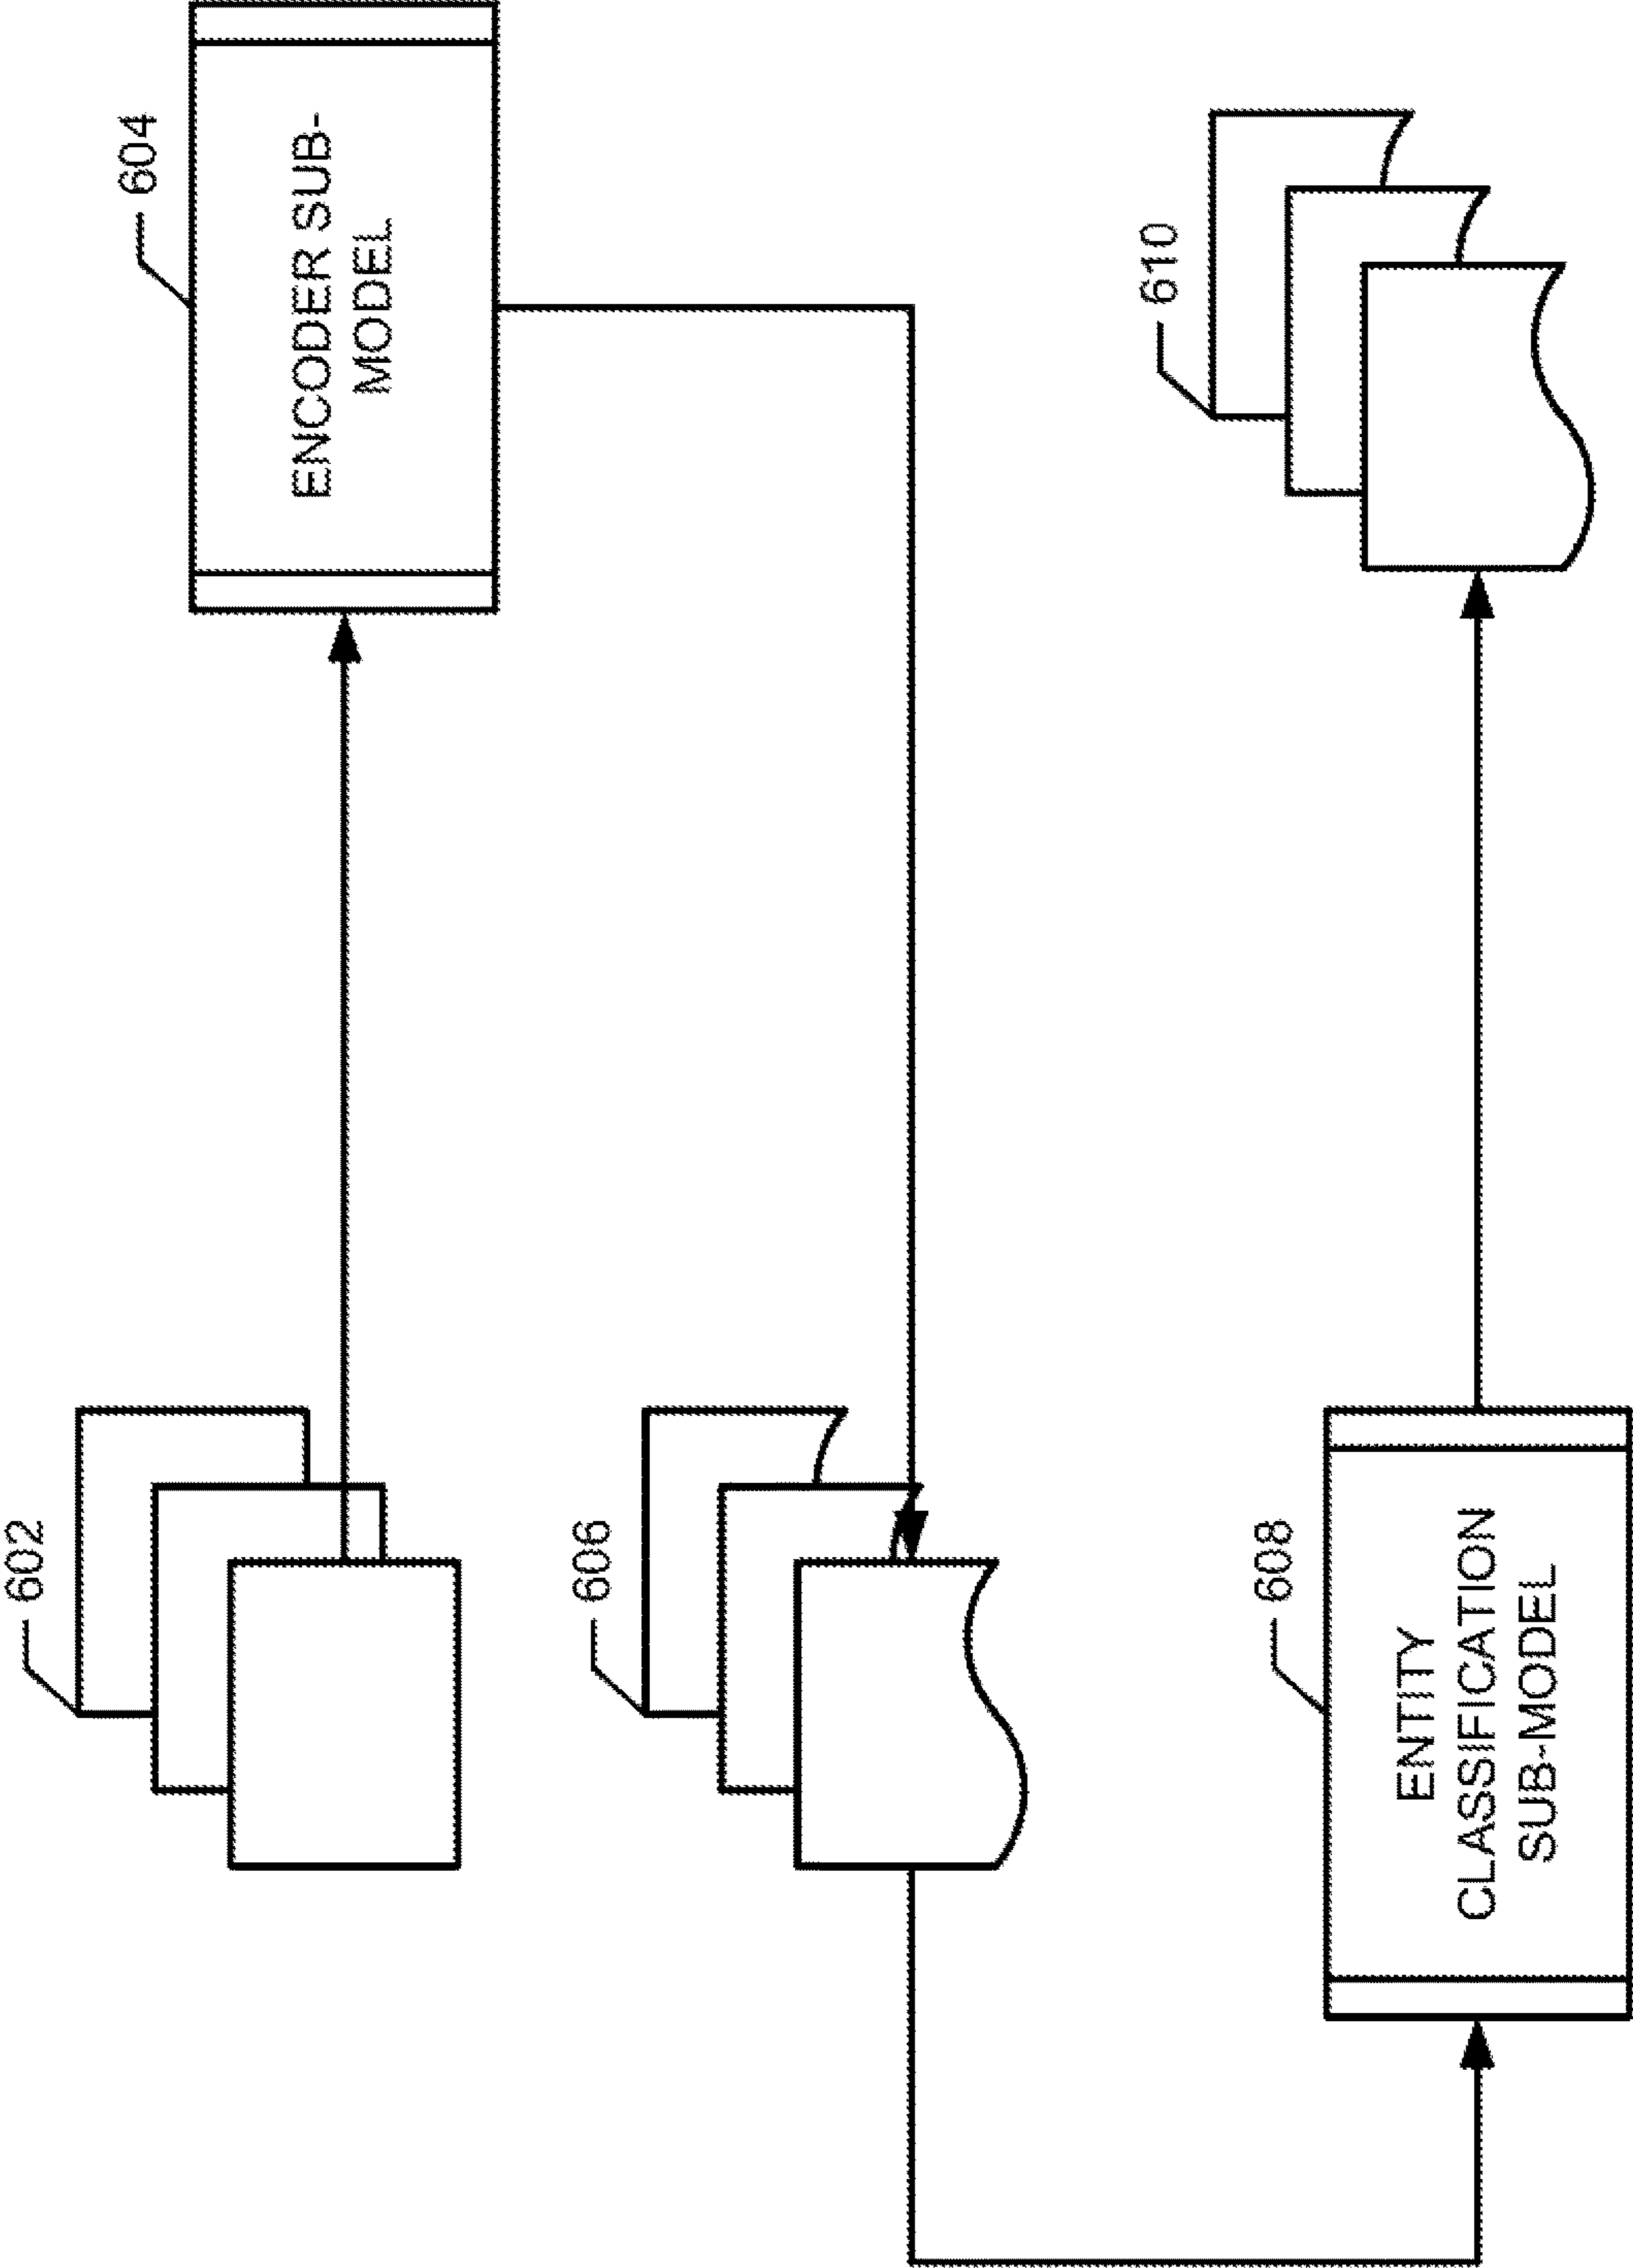 602
604
ENCODER SUB-
MODEL
606
608
ENTITY
CLASSIFICATION
SUB-MODEL
610